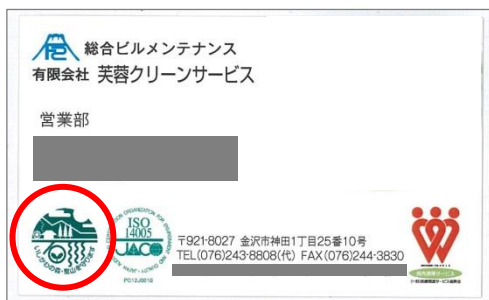 総合ビルメンテナンス
有限会社 芙蓉クリーンサービス
営業部
ISO
14005
JACO
PC12J0018
〒921-8027 金沢市神田1丁目25番10号
TEL(076)243-8808(代) FAX(076)244-3830